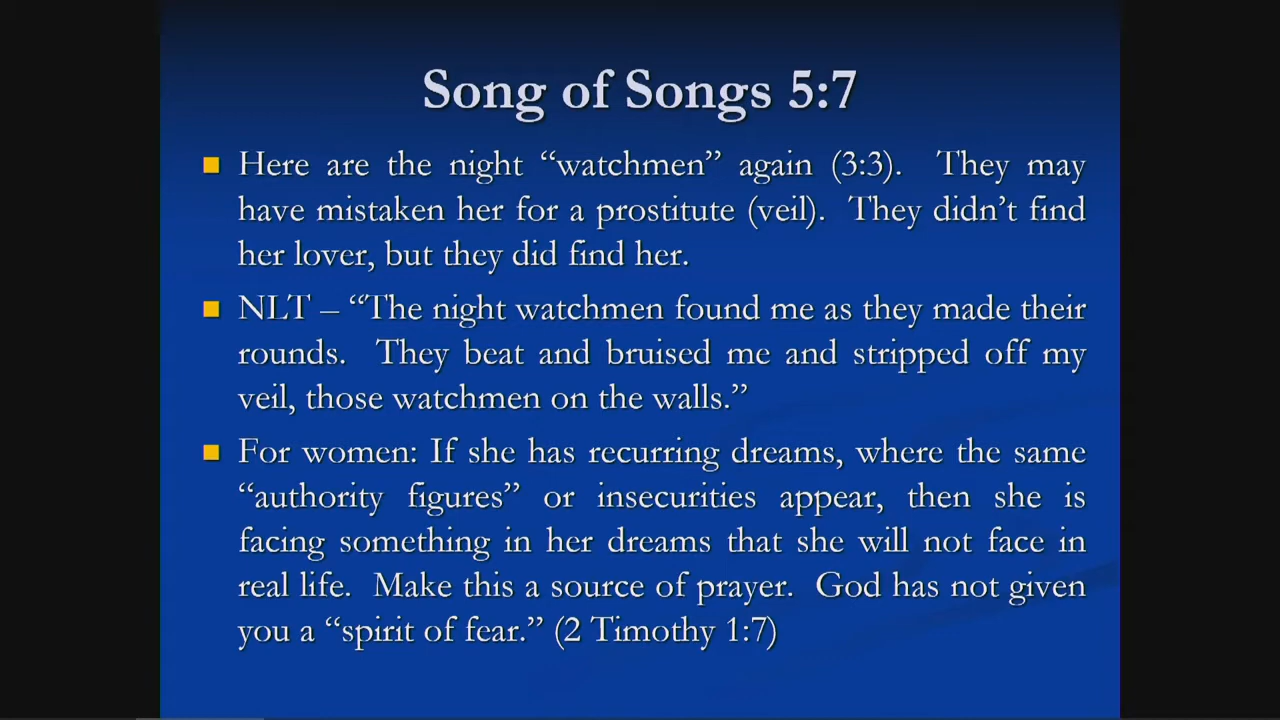 Song of Songs 5:7
Here are the night “watchmen” again (3:3). They may
have mistaken her for a prostitute (veil). They didn’t find
her lover, but they did find her.
NLT – “The night watchmen found me as they made their
rounds. They beat and bruised me and stripped off my
veil, those watchmen on the walls.”
For women: If she has recurring dreams, where the same
“authority figures” or insecurities appear, then she is
facing something in her dreams that she will not face in
real life. Make this a source of prayer. God has not given
you a “spirit of fear.” (2 Timothy 1:7)